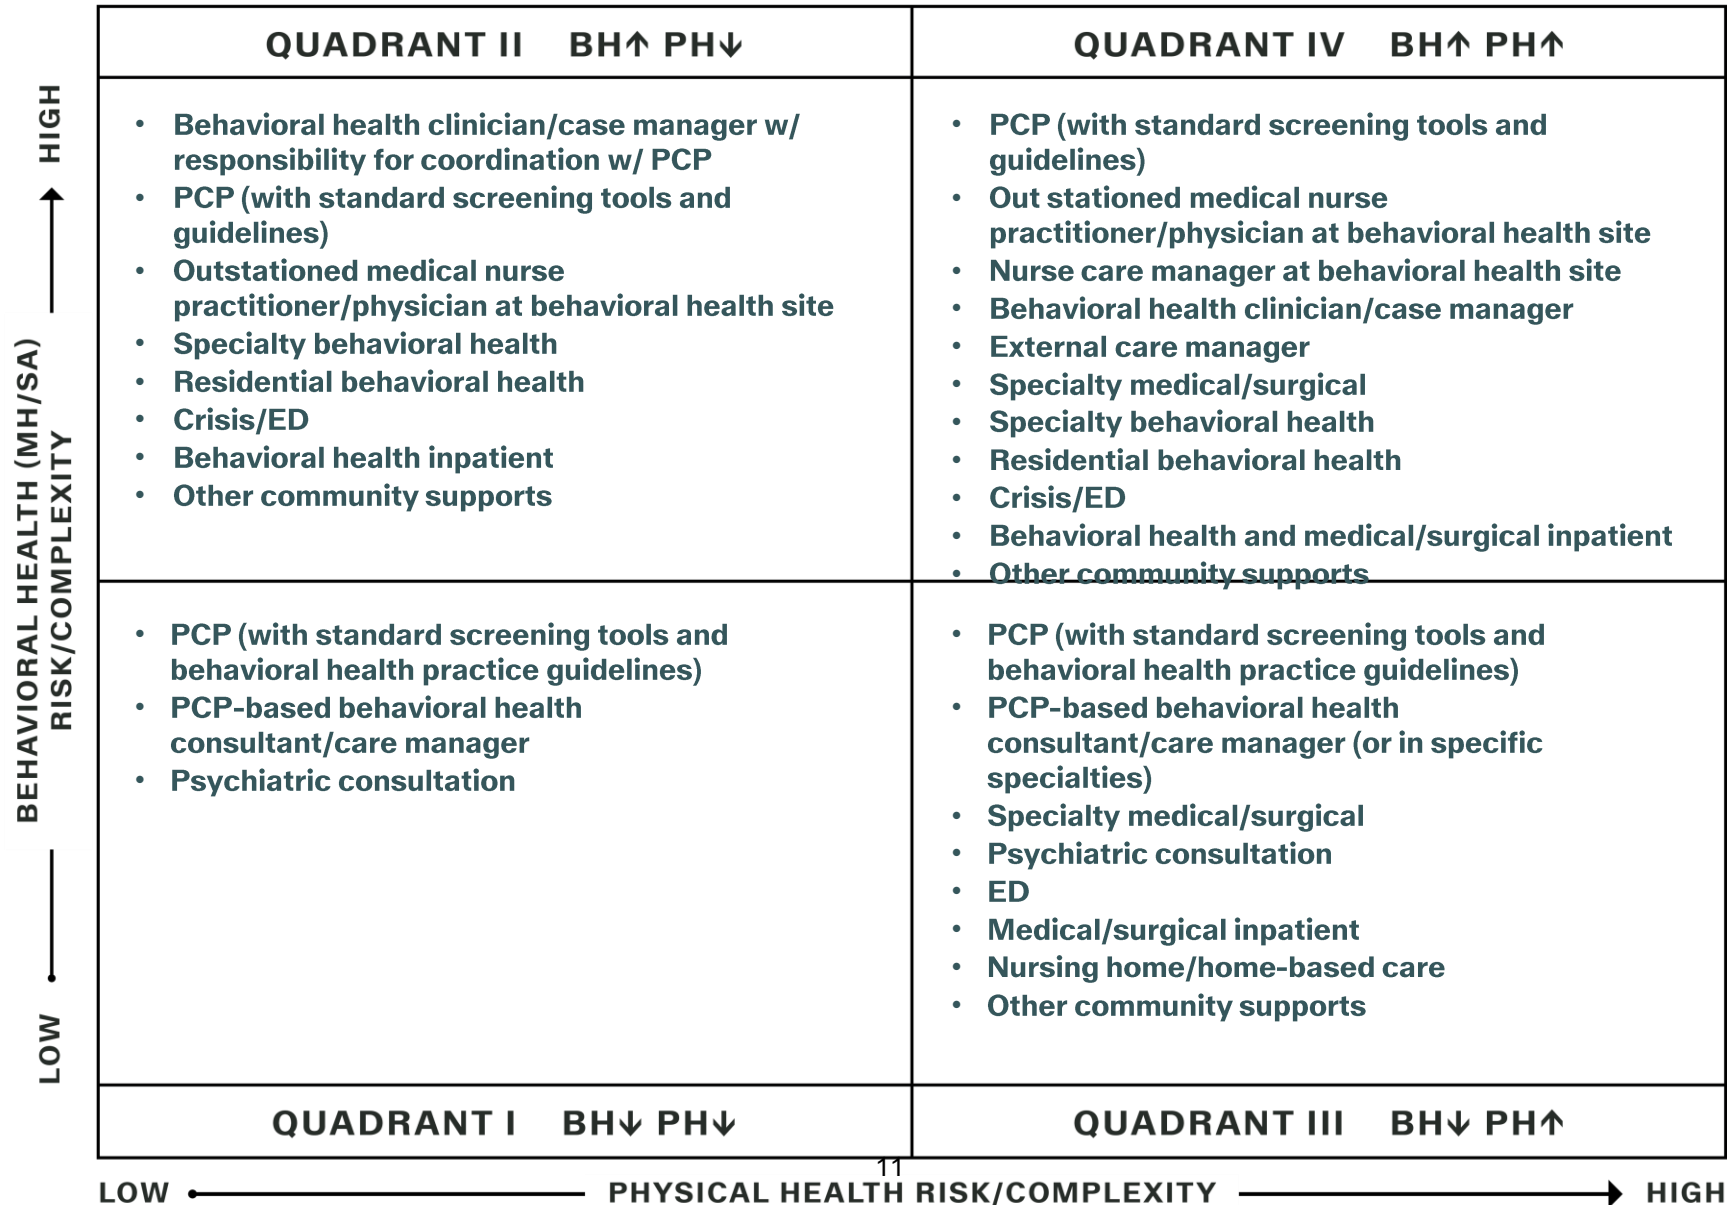 QUADRANT II BH↑ PH↓
QUADRANT IV BH↑ PH↑
HIGH
BEHAVIORAL HEALTH (MH/SA)
RISK/COMPLEXITY
LOW
• Behavioral health clinician/case manager w/
responsibility for coordination w/ PCP
• PCP (with standard screening tools and
guidelines)
• Outstationed medical nurse
practitioner/physician at behavioral health site
• Specialty behavioral health
• Residential behavioral health
• Crisis/ED
• Behavioral health inpatient
• Other community supports
• PCP (with standard screening tools and
guidelines)
• Out stationed medical nurse
practitioner/physician at behavioral health site
• Nurse care manager at behavioral health site
• Behavioral health clinician/case manager
• External care manager
• Specialty medical/surgical
• Specialty behavioral health
• Residential behavioral health
• Crisis/ED
• Behavioral health and medical/surgical inpatient
• Other community supports
• PCP (with standard screening tools and
behavioral health practice guidelines)
• PCP-based behavioral health
consultant/care manager
• Psychiatric consultation
• PCP (with standard screening tools and
behavioral health practice guidelines)
• PCP-based behavioral health
consultant/care manager (or in specific
specialties)
• Specialty medical/surgical
• Psychiatric consultation
• ED
• Medical/surgical inpatient
• Nursing home/home-based care
• Other community supports
QUADRANT I BH↓ PH↓
QUADRANT III BH↓ PH↑
11
LOW PHYSICAL HEALTH RISK/COMPLEXITY HIGH